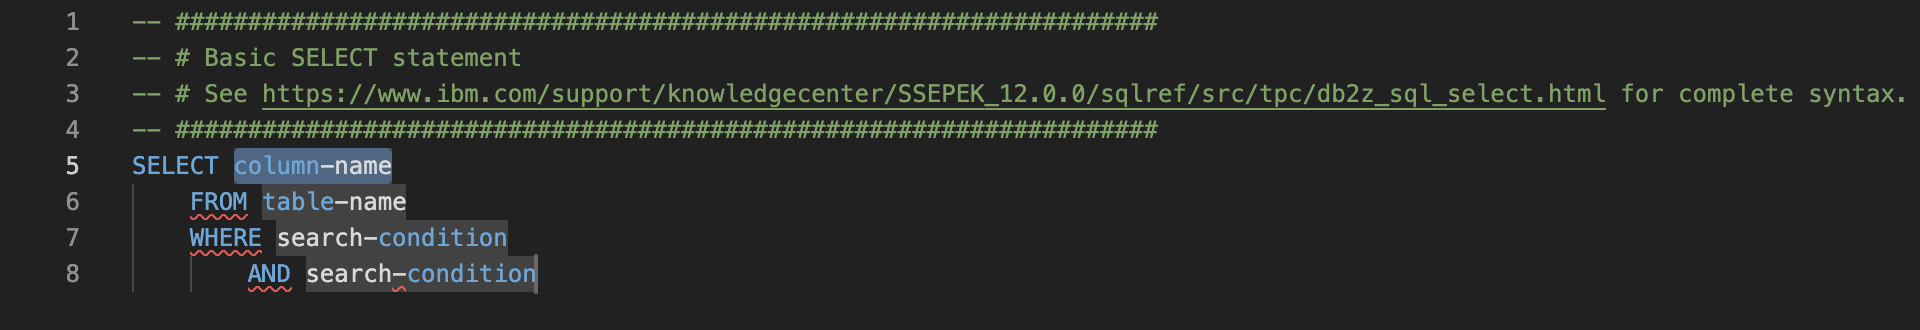 1 -- ####################################################################
2 -- # Basic SELECT statement
3 -- # See https://www.ibm.com/support/knowledgecenter/SSEPEK_12.0.0/sqlref/src/tpc/db2z_sql_select.html for complete syntax.
4 -- ####################################################################
5 SELECT column-name
6 FROM table-name
7 WHERE search-condition
8 AND search-condition